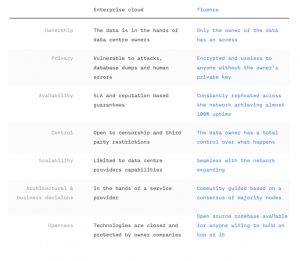 Enterprise cloud
Fluence
Ownership
The data is in the hands of
data centre owners
Only the owner of the data
has an access
Privacy
Vulnerable to attacks,
database dumps and human
errors
Encrypted and useless to
anyone without the owner's
private key
Availability
SLA and reputation based
guarantees
Constantly replicated across
the network achieving almost
100% uptime
Control
Open to censorship and third
party restrictions
The data owner has a total
control over what happens
Scalability
Limited to data centre
providers capabilities
Seamless with the network
expanding
Architectural &
business decisions
In the hands of a service
provider
Community guided based on a
consensus of majority nodes
Openness
Technologies are closed and
protected by owner companies
Open source codebase available
for anyone willing to build on
top of it